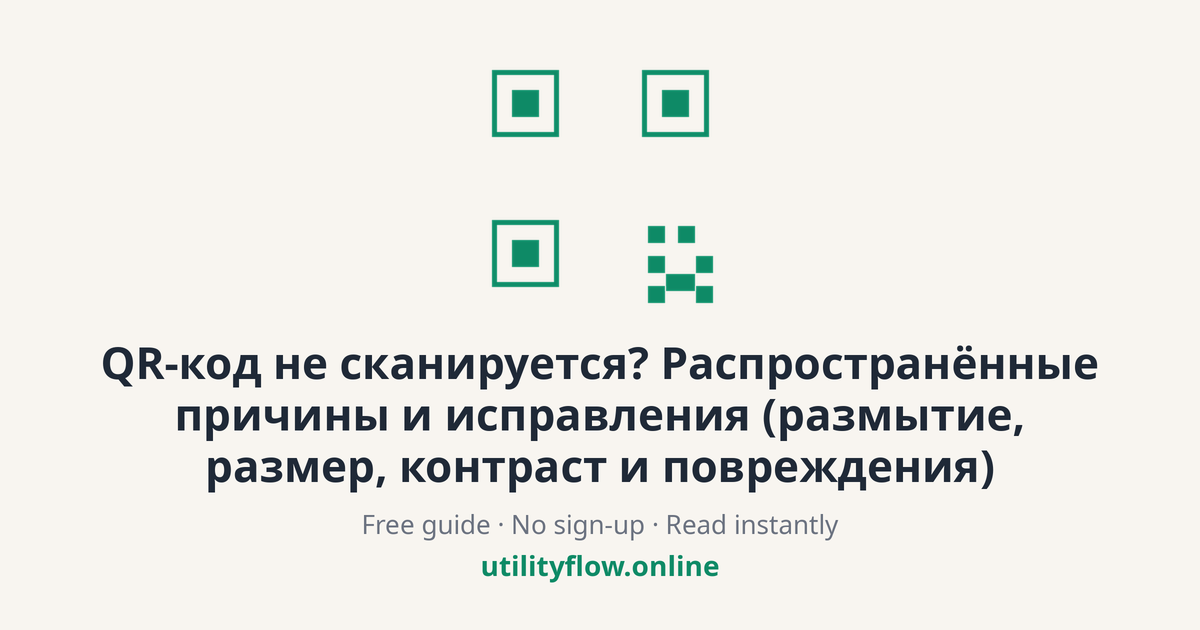 QR-код не сканируется? Распространённые
причины и исправления (размытие,
размер, контраст и повреждения)
Free guide · No sign-up · Read instantly
utilityflow.online